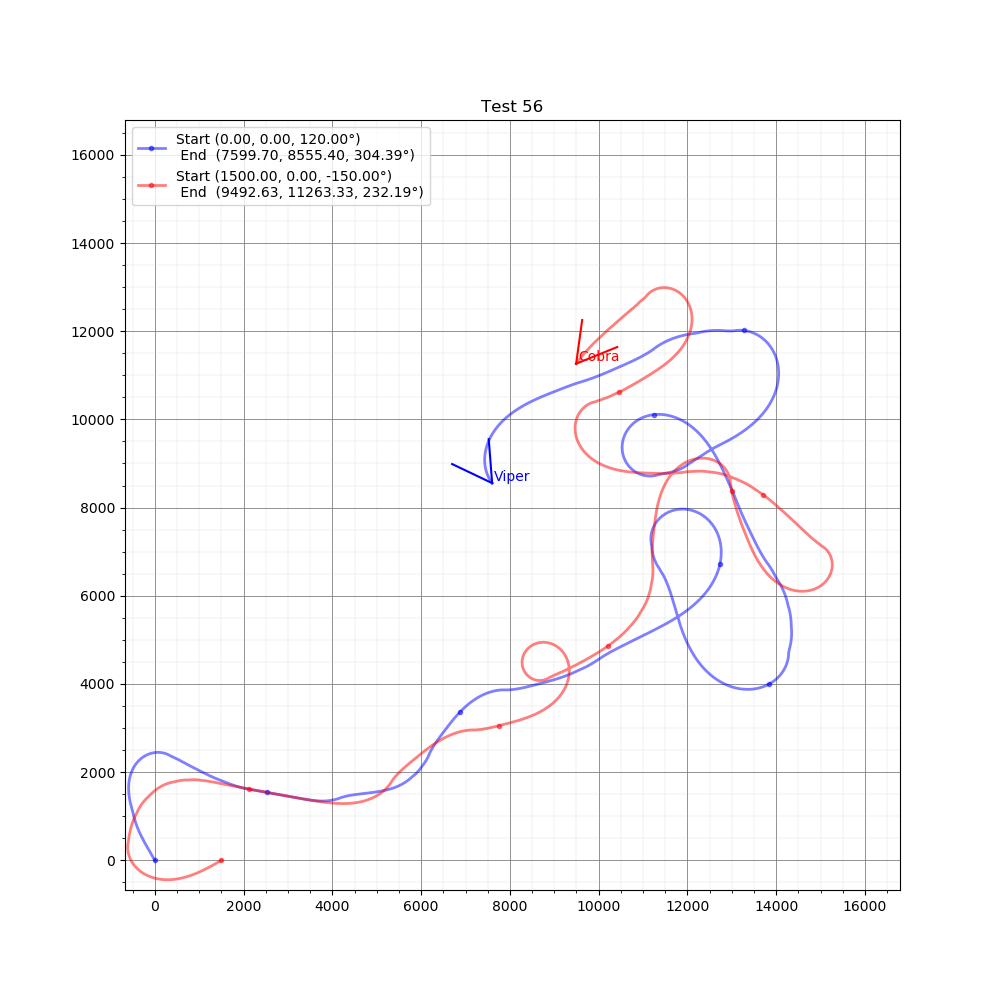 Test 56
Start (0.00, 0.00, 120.00°)
End  (7599.70, 8555.40, 304.39°)
Start (1500.00, 0.00, -150.00°)
End  (9492.63, 11263.33, 232.19°)
16000
14000
12000
10000
8000
6000
4000
2000
0
Cobra
Viper
0 2000 4000 6000 8000 10000 12000 14000 16000